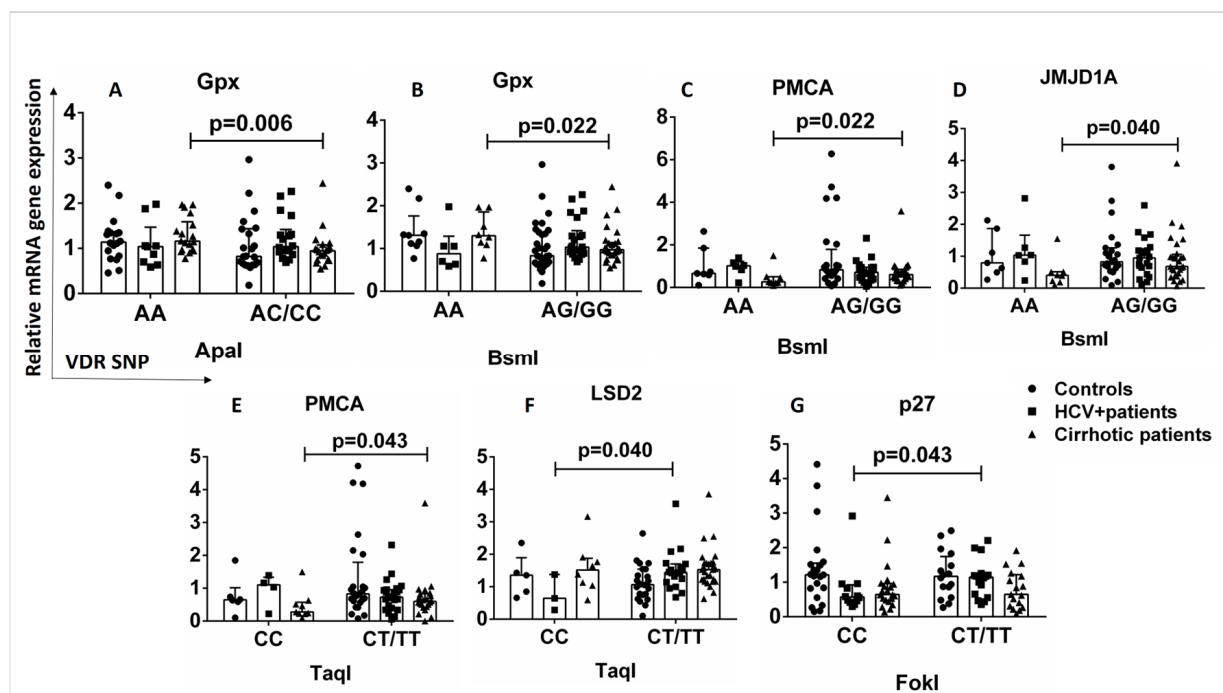 Relative mRNA gene expression
VDR SNP
A
Gpx
p=0.006
4
3
2
1
0
AA
AC/CC
ApaI
B
Gpx
p=0.022
4
3
2
1
0
AA
AG/GG
BsmI
C
PMCA
p=0.022
8
6
4
2
0
AA
AG/GG
BsmI
D
JMJD1A
p=0.040
5
4
3
2
1
0
AA
AG/GG
BsmI
E
PMCA
p=0.043
5
4
3
2
1
0
CC
CT/TT
TaqI
F
LSD2
p=0.040
5
4
3
2
1
0
CC
CT/TT
TaqI
G
p27
p=0.043
5
4
3
2
1
0
CC
CT/TT
FokI
Controls
HCV+patients
Cirrhotic patients